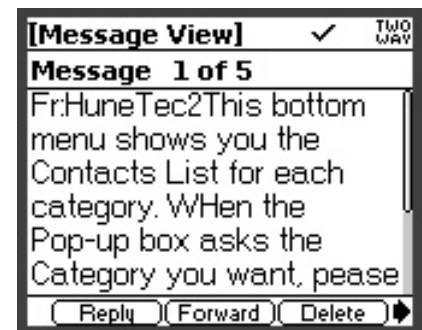 [Message View] ✓ TWO WAY
Message 1 of 5
Fr:HuneTec2This bottom
menu shows you the
Contacts List for each
category. WHen the
Pop-up box asks the
Category you want, pease
Reply Forward Delete